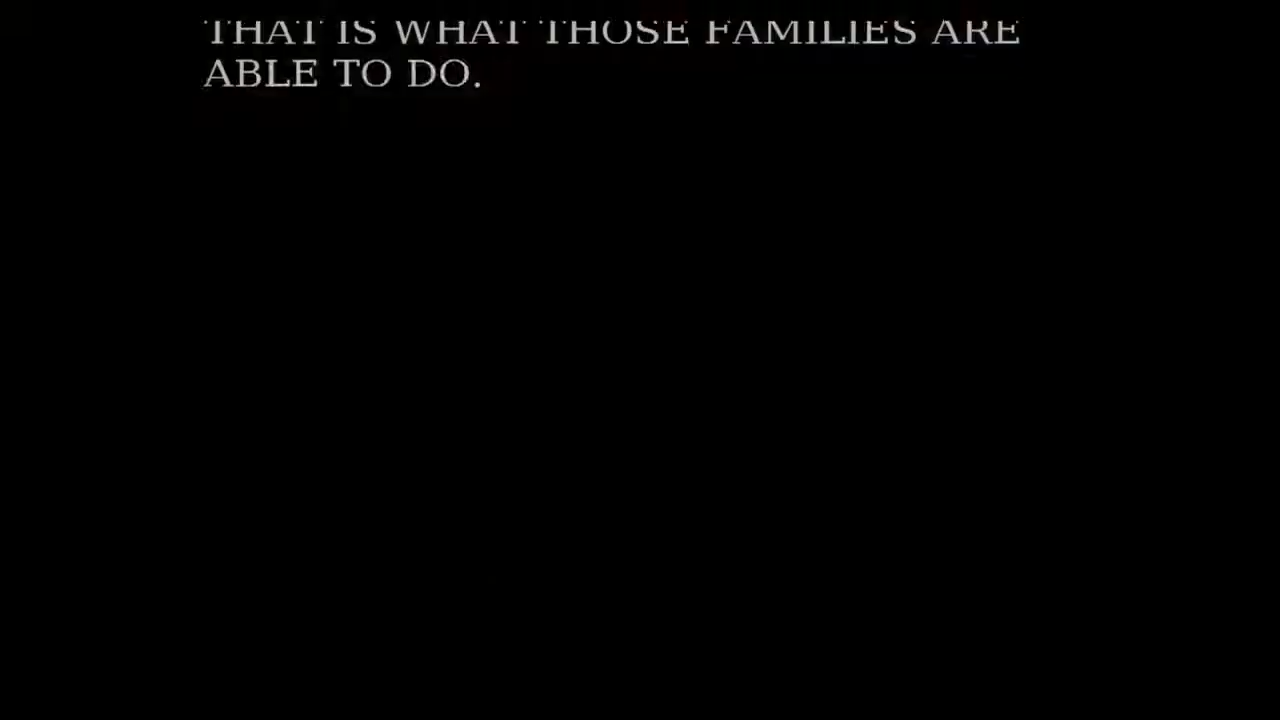 THAT IS WHAT THOSE FAMILIES ARE
ABLE TO DO.